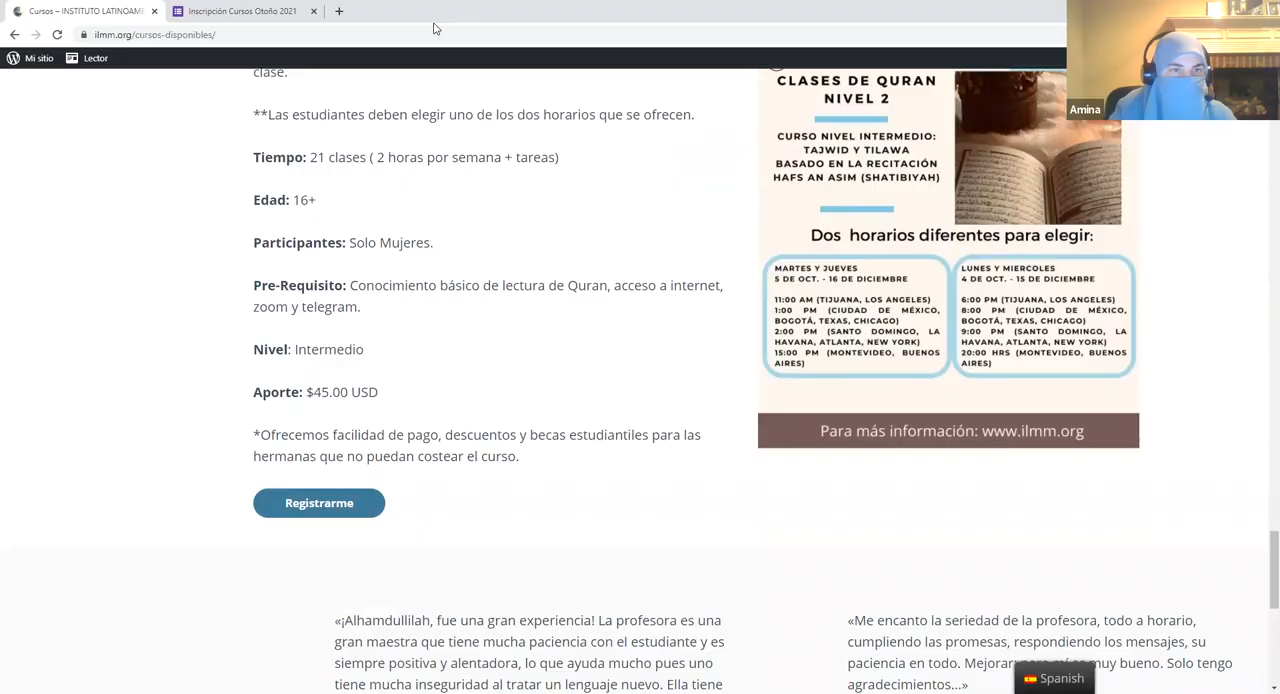 Cursos – INSTITUTO LATINOAME
Inscripción Cursos Otoño 2021
ilmm.org/cursos-disponibles/
Mi sitio
Lector
Amina
clase.
**Las estudiantes deben elegir uno de los dos horarios que se ofrecen.
Tiempo: 21 clases ( 2 horas por semana + tareas)
Edad: 16+
Participantes: Solo Mujeres.
Pre-Requisito: Conocimiento básico de lectura de Quran, acceso a internet,
zoom y telegram.
Nivel: Intermedio
Aporte: $45.00 USD
*Ofrecemos facilidad de pago, descuentos y becas estudiantiles para las
hermanas que no puedan costear el curso.
Registrarme
CLASES DE QURAN
NIVEL 2
CURSO NIVEL INTERMEDIO:
TAJWID Y TILAWA
BASADO EN LA RECITACIÓN
HAFS AN ASIM (SHATIBIYAH)
Dos horarios diferentes para elegir:
MARTES Y JUEVES
5 DE OCT. - 16 DE DICIEMBRE
11:00 AM (TIJUANA, LOS ANGELES)
1:00 PM (CIUDAD DE MÉXICO,
BOGOTÁ, TEXAS, CHICAGO)
2:00 PM (SANTO DOMINGO, LA
HAVANA, ATLANTA, NEW YORK)
15:00 PM (MONTEVIDEO, BUENOS
AIRES)
LUNES Y MIERCOLES
4 DE OCT. - 15 DE DICIEMBRE
6:00 PM (TIJUANA, LOS ANGELES)
8:00 PM (CIUDAD DE MÉXICO,
BOGOTÁ, TEXAS, CHICAGO)
9:00 PM (SANTO DOMINGO, LA
HAVANA, ATLANTA, NEW YORK)
20:00 HRS (MONTEVIDEO, BUENOS
AIRES)
Para más información: www.ilmm.org
«¡Alhamdullilah, fue una gran experiencia! La profesora es una
gran maestra que tiene mucha paciencia con el estudiante y es
siempre positiva y alentadora, lo que ayuda mucho pues uno
tiene mucha inseguridad al tratar un lenguaje nuevo. Ella tiene
«Me encanto la seriedad de la profesora, todo a horario,
cumpliendo las promesas, respondiendo los mensajes, su
paciencia en todo. Mejorar para mí es muy bueno. Solo tengo
agradecimientos...»
Spanish